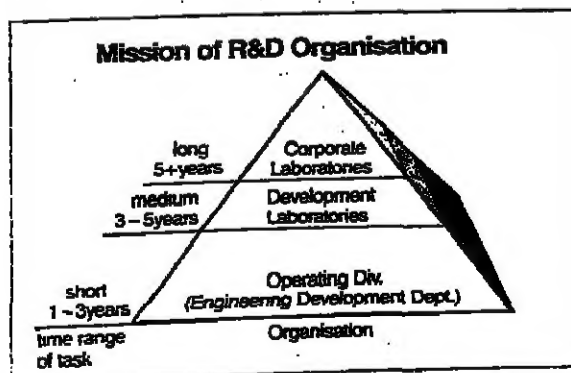 Mission of R&D Organisation
long
5+years
Corporate
Laboratories
medium
3-5years
Development
Laboratories
short
1-3years
Operating Div.
(Engineering Development Dept.)
time range
of task
Organisation